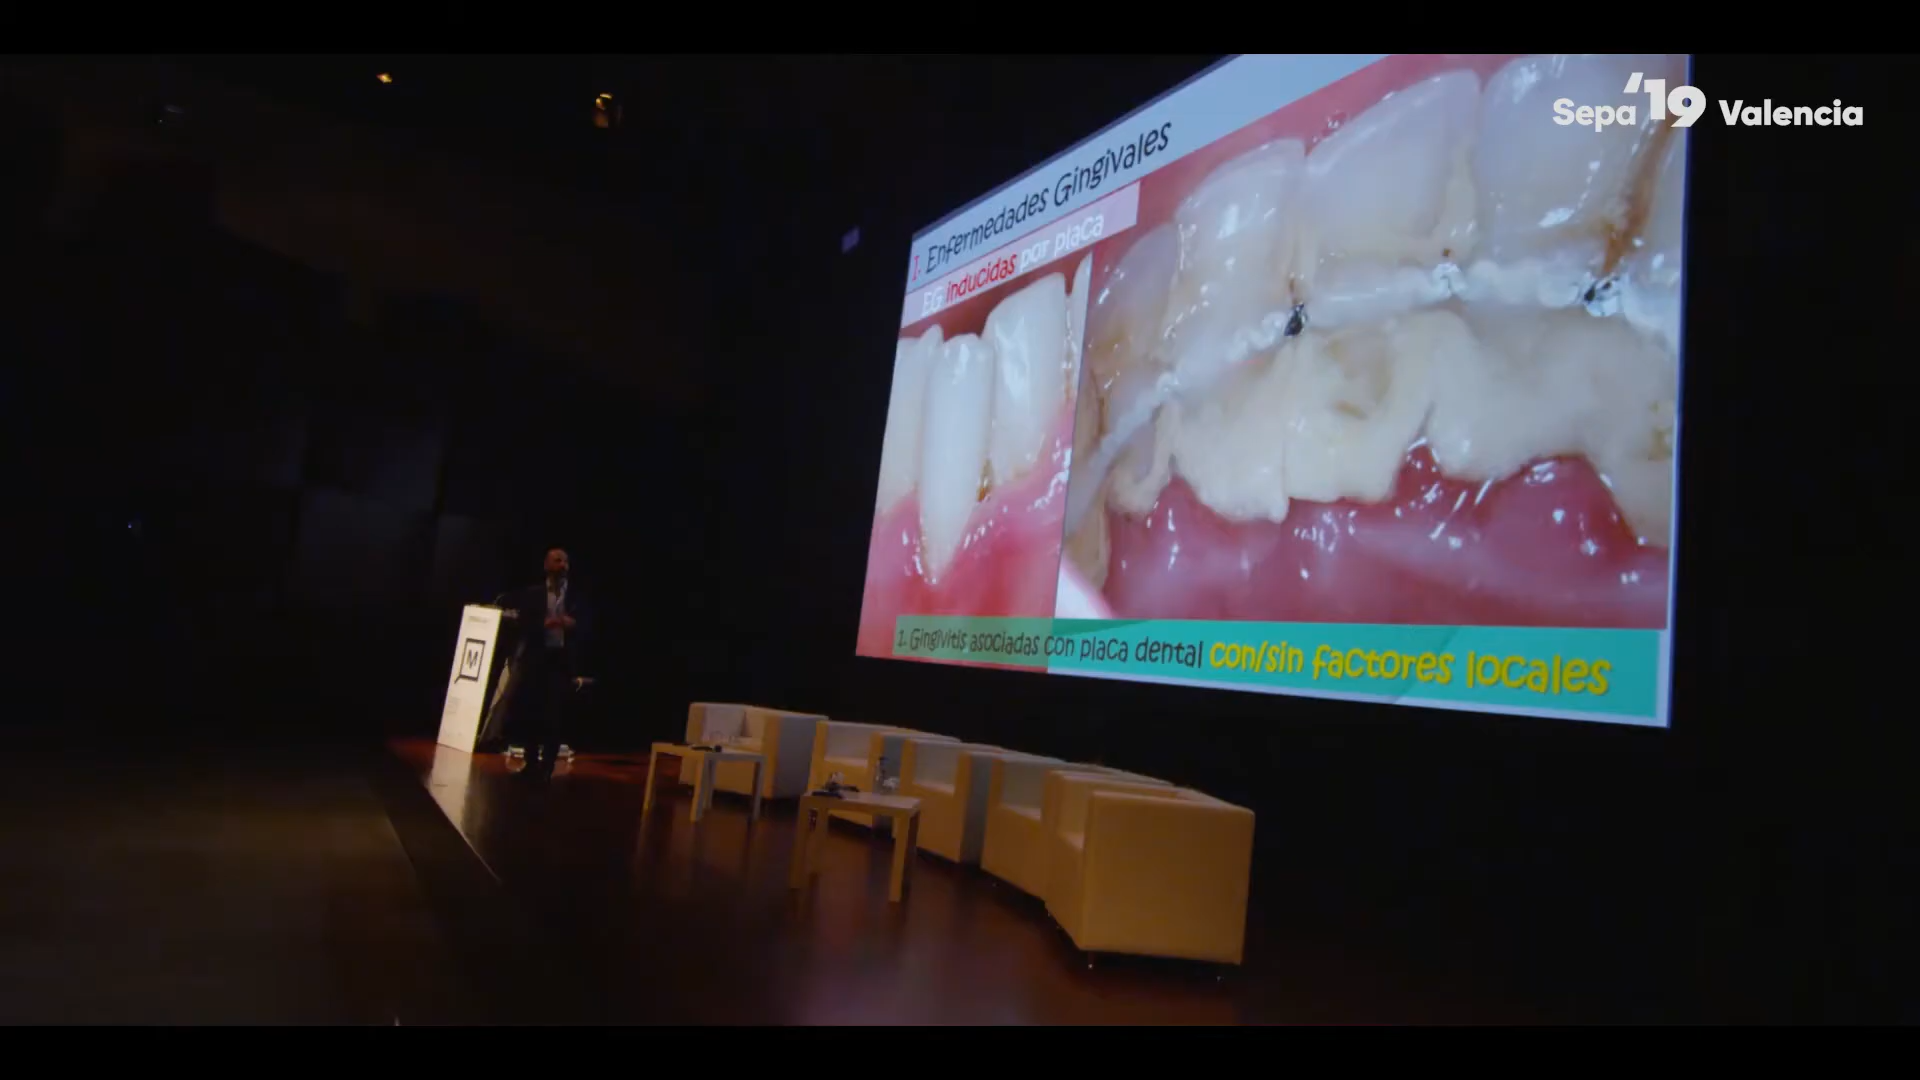 Sepa '19 Valencia
I. Enfermedades Gingivales
EG inducidas por placa
1. Gingivitis asociadas con placa dental con/sin factores locales
M